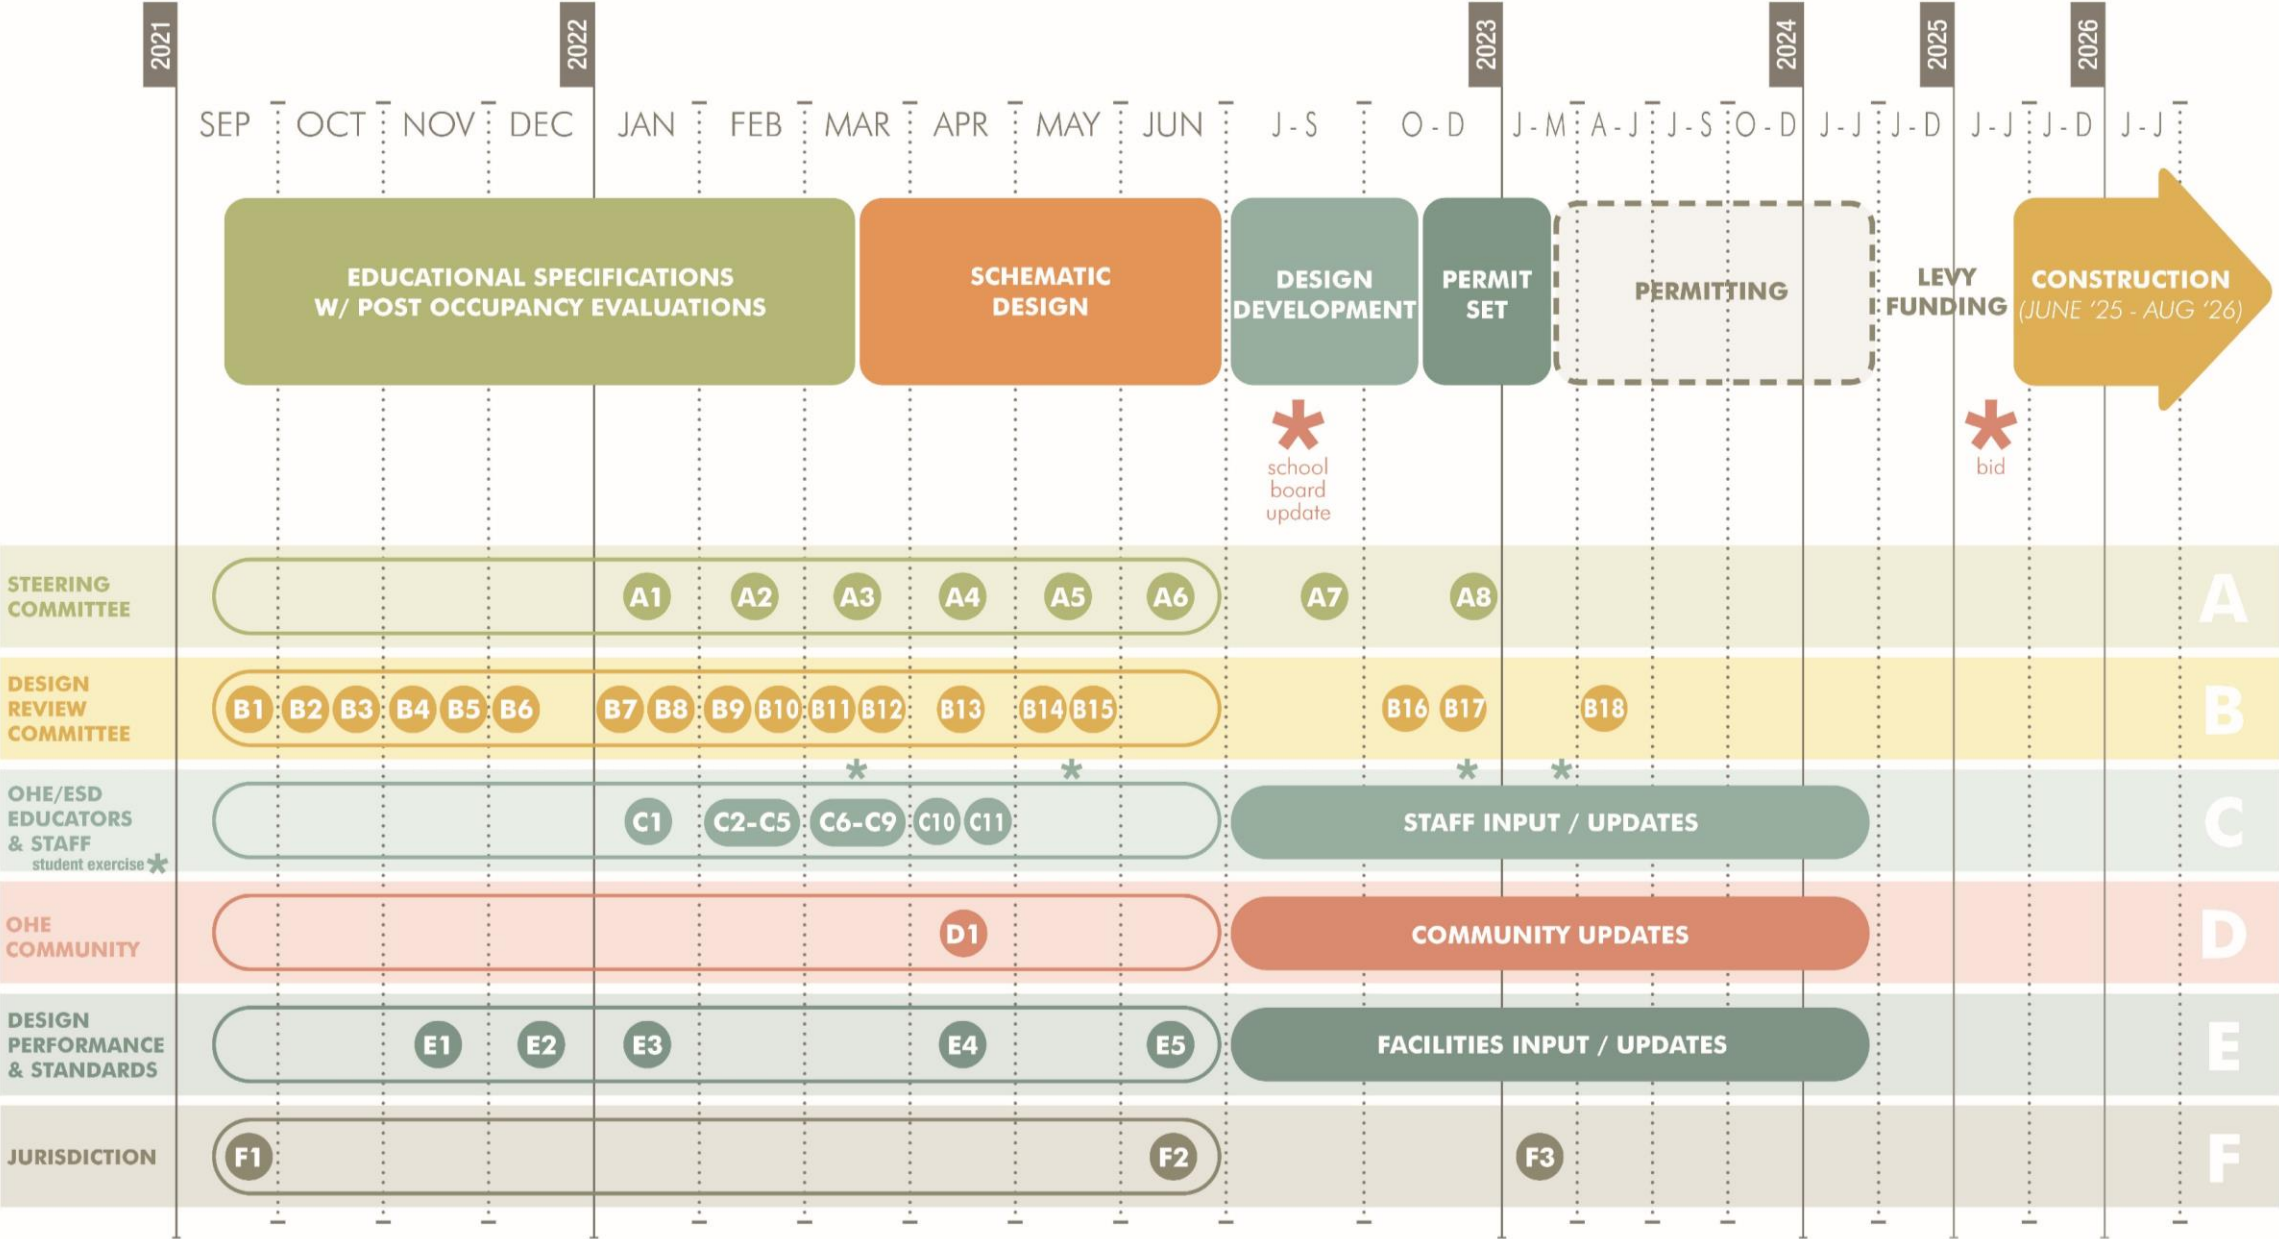 2021
2022
2023
2024
2025
2026
SEP OCT NOV DEC JAN FEB MAR APR MAY JUN J - S O - D J - M A - J J - S O - D J - J J - D J - J J - D J - J
EDUCATIONAL SPECIFICATIONS
W/ POST OCCUPANCY EVALUATIONS
SCHEMATIC
DESIGN
DESIGN
DEVELOPMENT
PERMIT
SET
PERMITTING
LEVY
FUNDING
CONSTRUCTION
(JUNE '25 - AUG '26)
*
school
board
update
*
bid
STEERING
COMMITTEE
A1 A2 A3 A4 A5 A6 A7 A8
A
DESIGN
REVIEW
COMMITTEE
B1 B2 B3 B4 B5 B6 B7 B8 B9 B10 B11 B12 B13 B14 B15 B16 B17 B18
B
* * * *
OHE/ESD
EDUCATORS
& STAFF
student exercise *
C1 C2-C5 C6-C9 C10 C11
STAFF INPUT / UPDATES
C
OHE
COMMUNITY
D1
COMMUNITY UPDATES
D
DESIGN
PERFORMANCE
& STANDARDS
E1 E2 E3 E4 E5
FACILITIES INPUT / UPDATES
E
JURISDICTION
F1 F2 F3
F